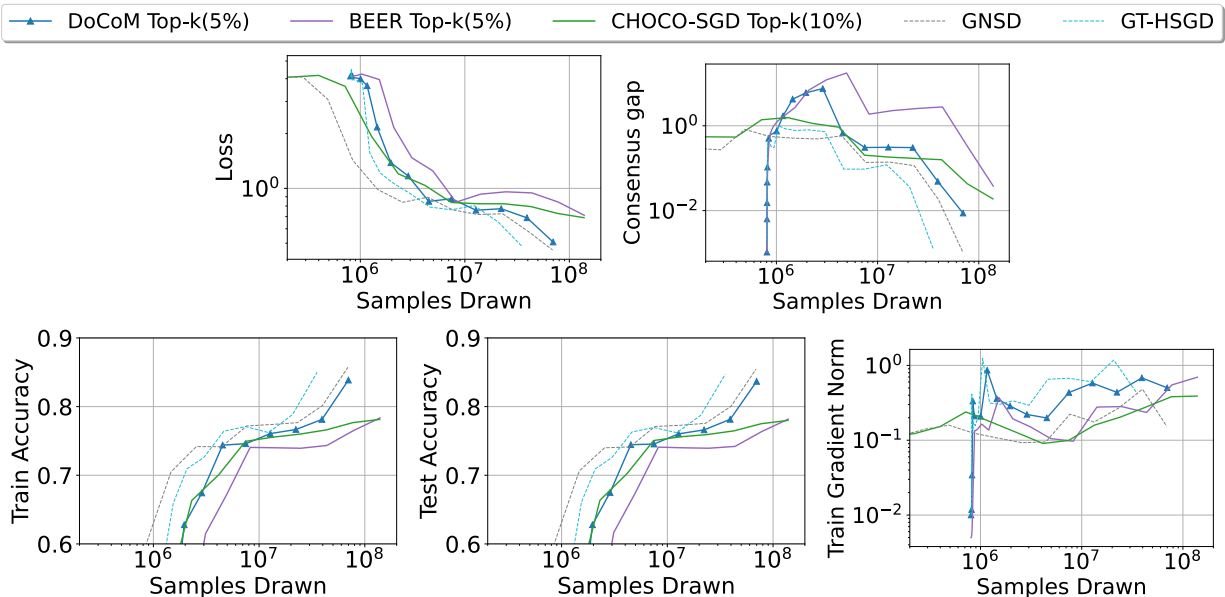 DoCoM Top-k(5%) BEER Top-k(5%) CHOCO-SGD Top-k(10%) GNSD GT-HSGD
Loss
10^0
10^6 10^7 10^8
Samples Drawn
Consensus gap
10^0
10^-2
10^6 10^7 10^8
Samples Drawn
Train Accuracy
0.9
0.8
0.7
0.6
10^6 10^7 10^8
Samples Drawn
Test Accuracy
0.9
0.8
0.7
0.6
10^6 10^7 10^8
Samples Drawn
Train Gradient Norm
10^0
10^-1
10^-2
10^6 10^7 10^8
Samples Drawn